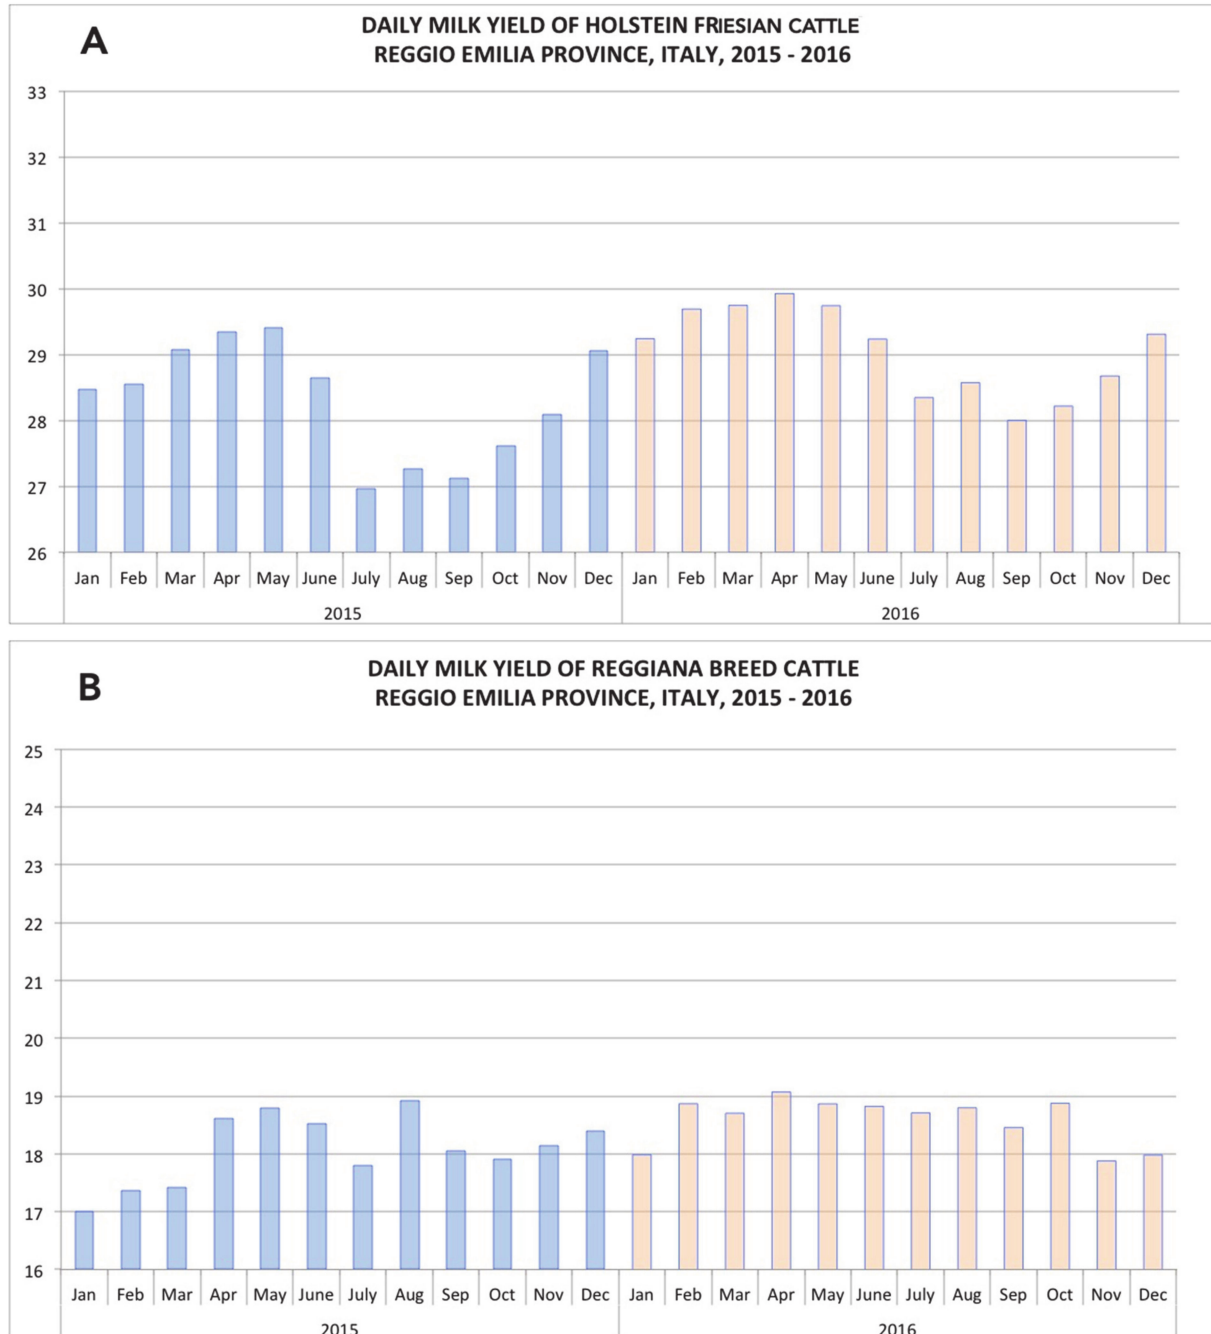 A
DAILY MILK YIELD OF HOLSTEIN FRIESIAN CATTLE
REGGIO EMILIA PROVINCE, ITALY, 2015 - 2016
33
32
31
30
29
28
27
26
Jan Feb Mar Apr May June July Aug Sep Oct Nov Dec Jan Feb Mar Apr May June July Aug Sep Oct Nov Dec
2015 2016
B
DAILY MILK YIELD OF REGGIANA BREED CATTLE
REGGIO EMILIA PROVINCE, ITALY, 2015 - 2016
25
24
23
22
21
20
19
18
17
16
Jan Feb Mar Apr May June July Aug Sep Oct Nov Dec Jan Feb Mar Apr May June July Aug Sep Oct Nov Dec
2015 2016